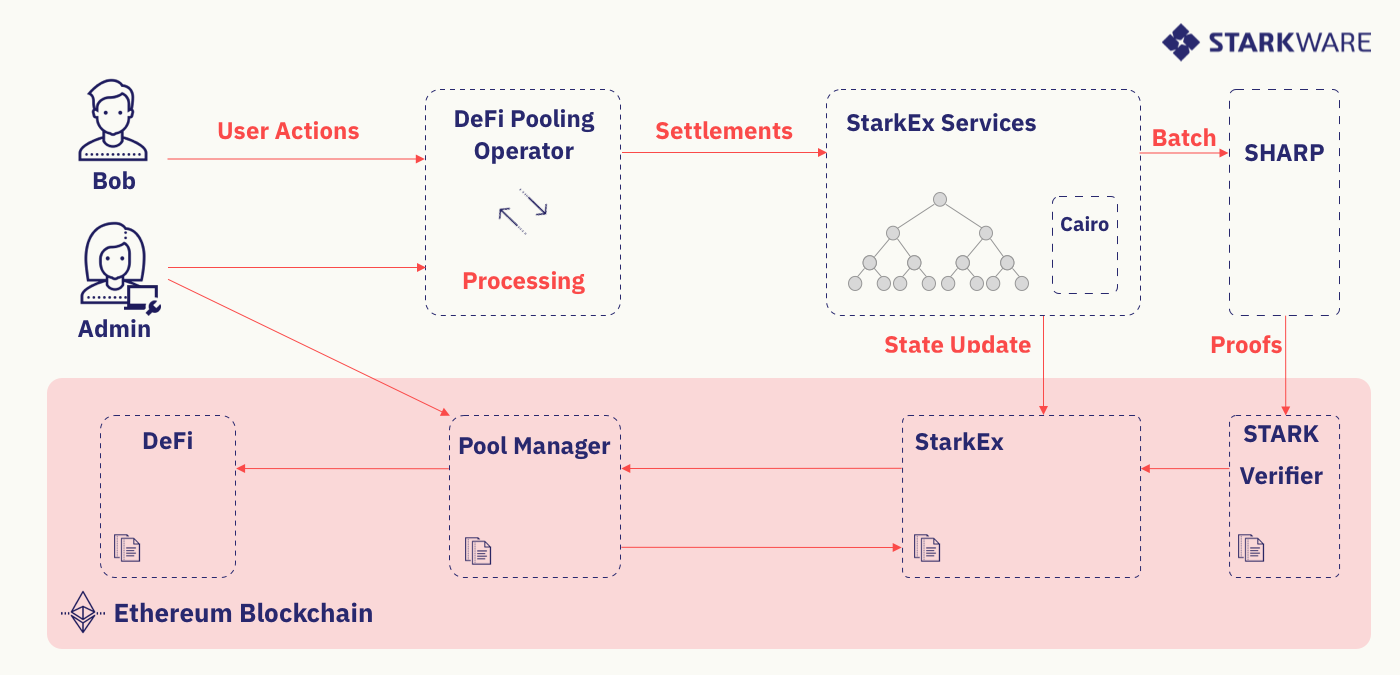 STARKWARE
User Actions
Bob
Admin
DeFi Pooling
Operator
Processing
Settlements
StarkEx Services
Cairo
Batch
SHARP
State Update
Proofs
DeFi
Pool Manager
StarkEx
STARK
Verifier
Ethereum Blockchain